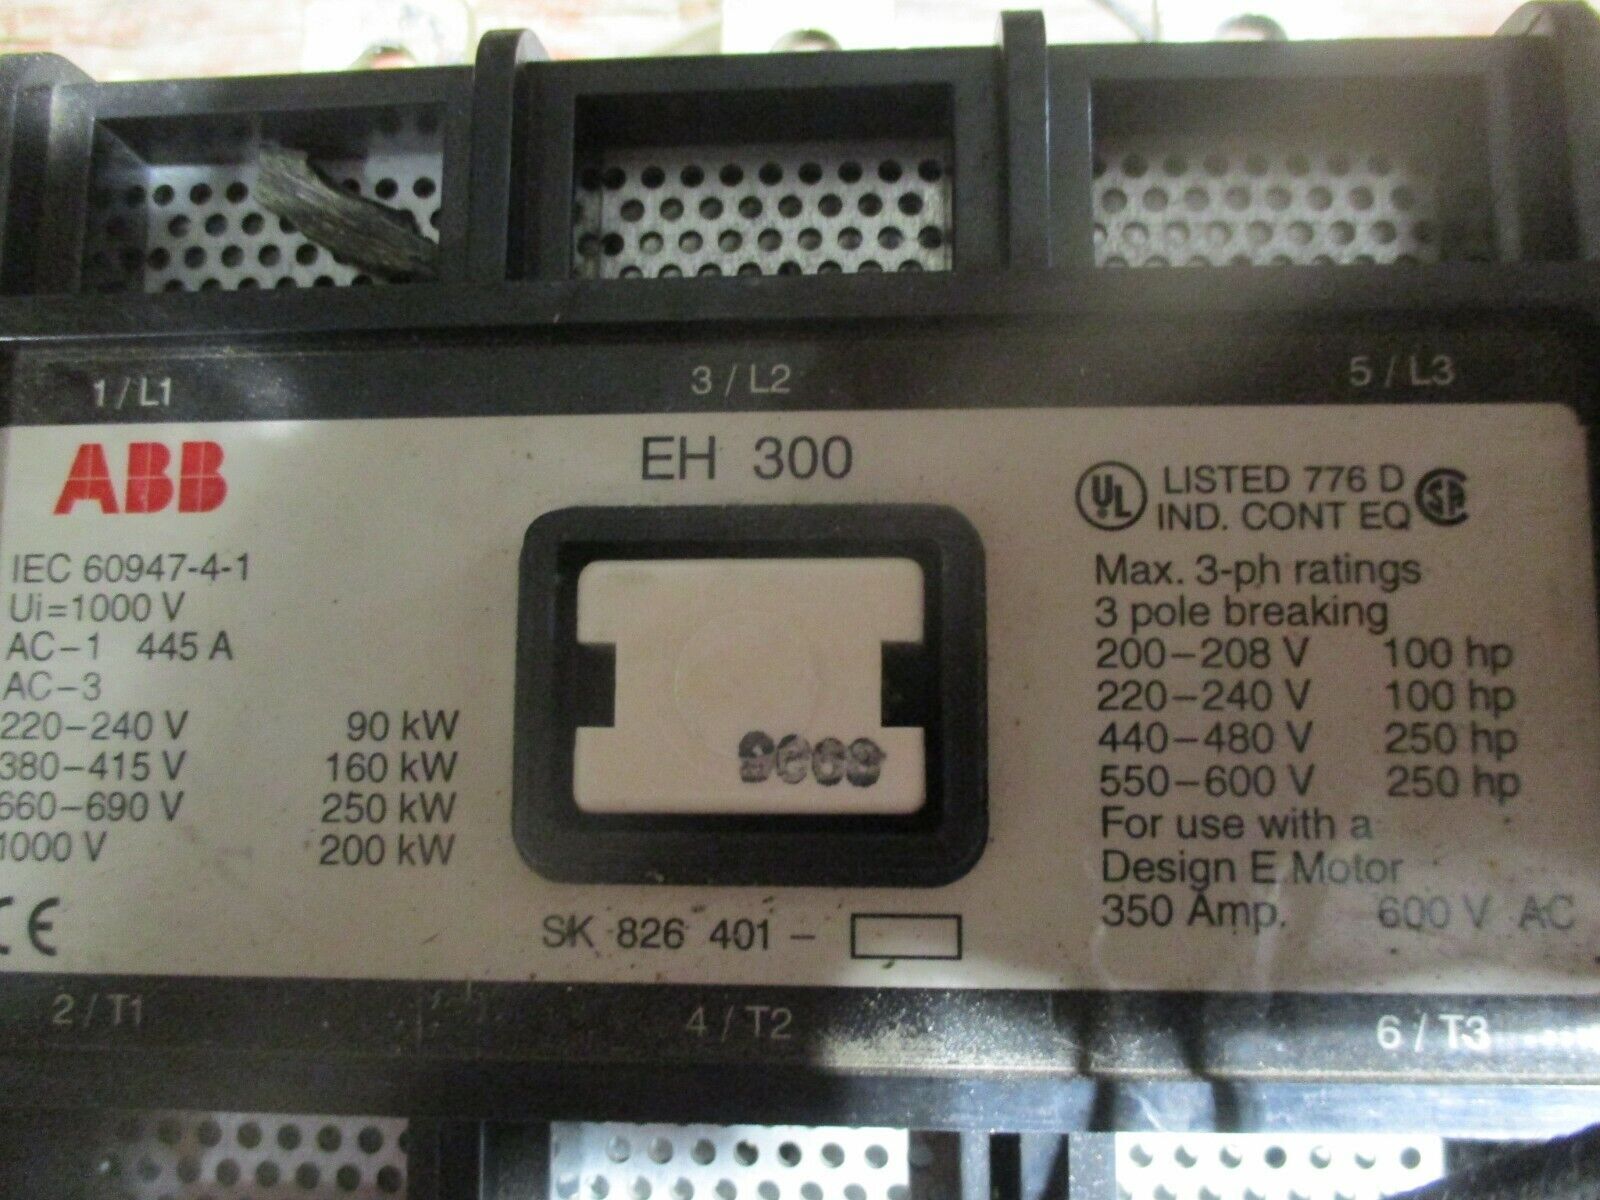 1/L1
3/L2
5/L3
ABB
EH 300
IEC 60947-4-1
Ui=1000 V
AC-1 445 A
AC-3
220-240 V 90 kW
380-415 V 160 kW
660-690 V 250 kW
1000 V 200 kW
CE
SK 826 401 -
UL LISTED 776 D
IND. CONT EQ
Max. 3-ph ratings
3 pole breaking
200-208 V 100 hp
220-240 V 100 hp
440-480 V 250 hp
550-600 V 250 hp
For use with a
Design E Motor
350 Amp. 600 V AC
2/T1
4/T2
6/T3